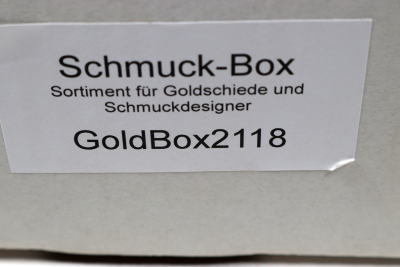 Schmuck-Box
Sortiment für Goldschiede und
Schmuckdesigner
GoldBox2118